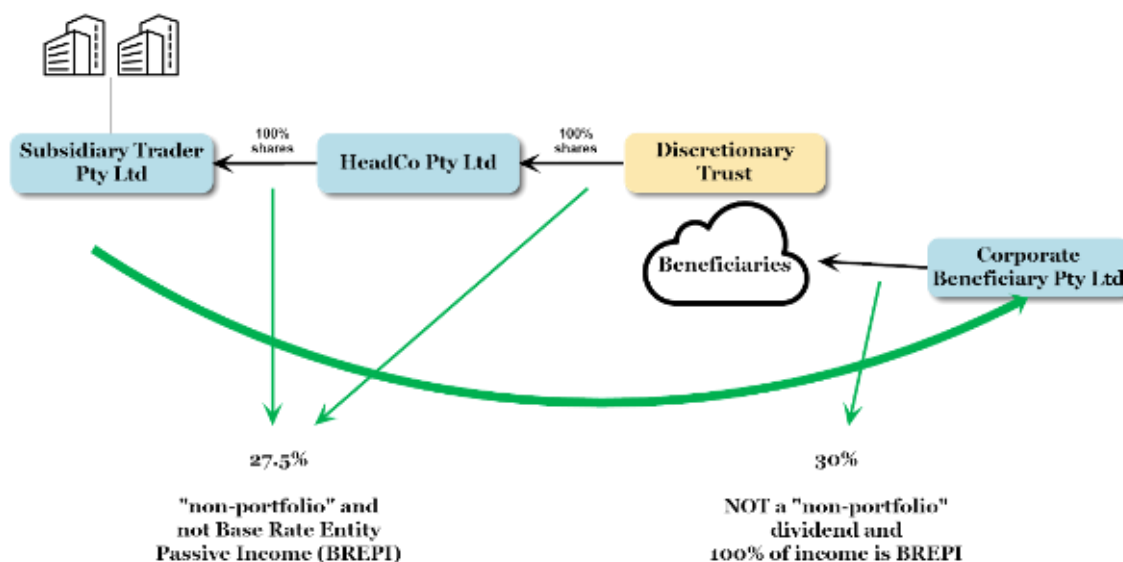 Subsidiary Trader
Pty Ltd
100%
shares
HeadCo Pty Ltd
100%
shares
Discretionary
Trust
Beneficiaries
Corporate
Beneficiary Pty Ltd
27.5%
"non-portfolio" and
not Base Rate Entity
Passive Income (BREPI)
30%
NOT a "non-portfolio"
dividend and
100% of income is BREPI